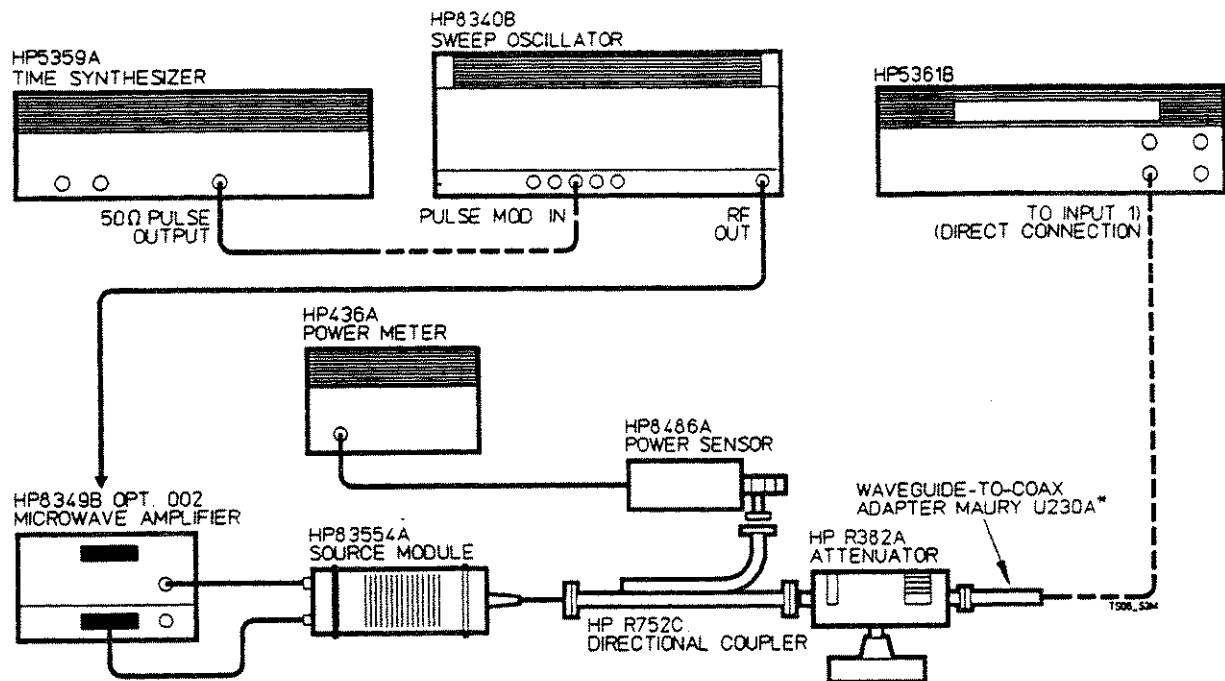 HP8340B
SWEEP OSCILLATOR
HP5359A
TIME SYNTHESIZER
HP5361B
50Ω PULSE
OUTPUT
PULSE MOD IN
RF
OUT
TO INPUT 1)
(DIRECT CONNECTION
HP436A
POWER METER
HP8486A
POWER SENSOR
HP8349B OPT. 002
MICROWAVE AMPLIFIER
HP83554A
SOURCE MODULE
WAVEGUIDE-TO-COAX
ADAPTER MAURY U230A*
HP R382A
ATTENUATOR
HP R752C
DIRECTIONAL COUPLER